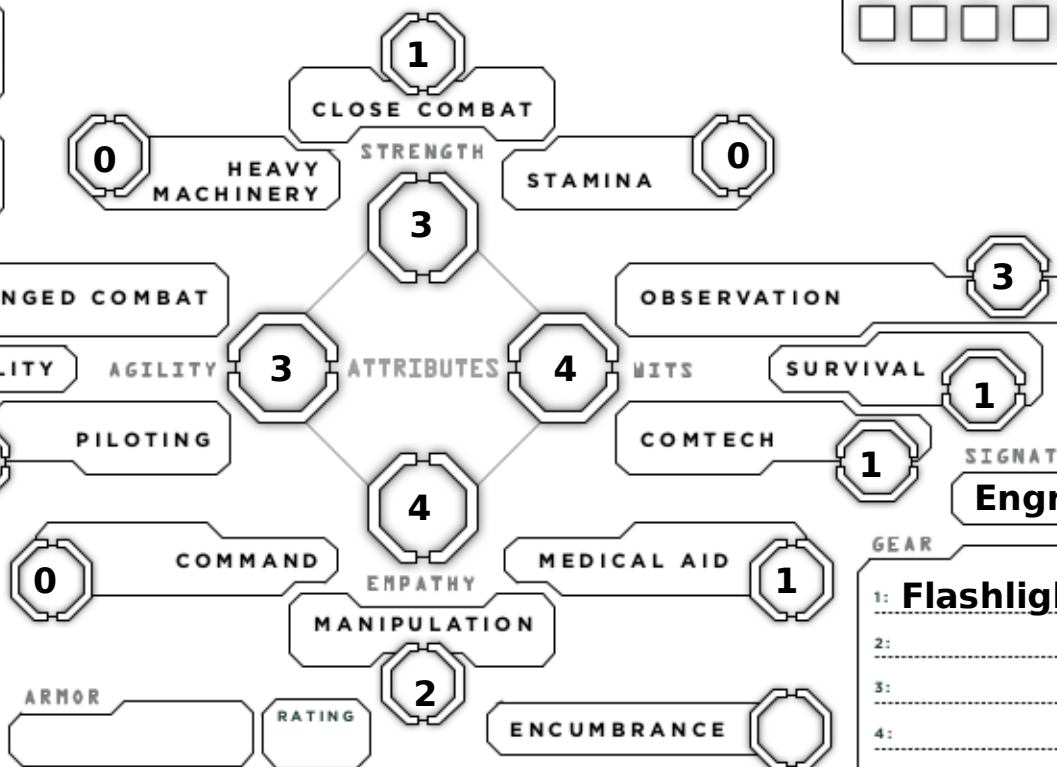 1
CLOSE COMBAT
0
HEAVY
MACHINERY
STRENGTH
STAMINA
0
3
NGED COMBAT
OBSERVATION
3
LITY
AGILITY
3
ATTRIBUTES
4
WITS
SURVIVAL
1
PILOTING
COMTECH
1
SIGNAT
Engr
4
0
COMMAND
EMPATHY
MEDICAL AID
1
GEAR
1: Flashligh
2:
3:
4:
MANIPULATION
2
ARMOR
RATING
ENCUMBRANCE